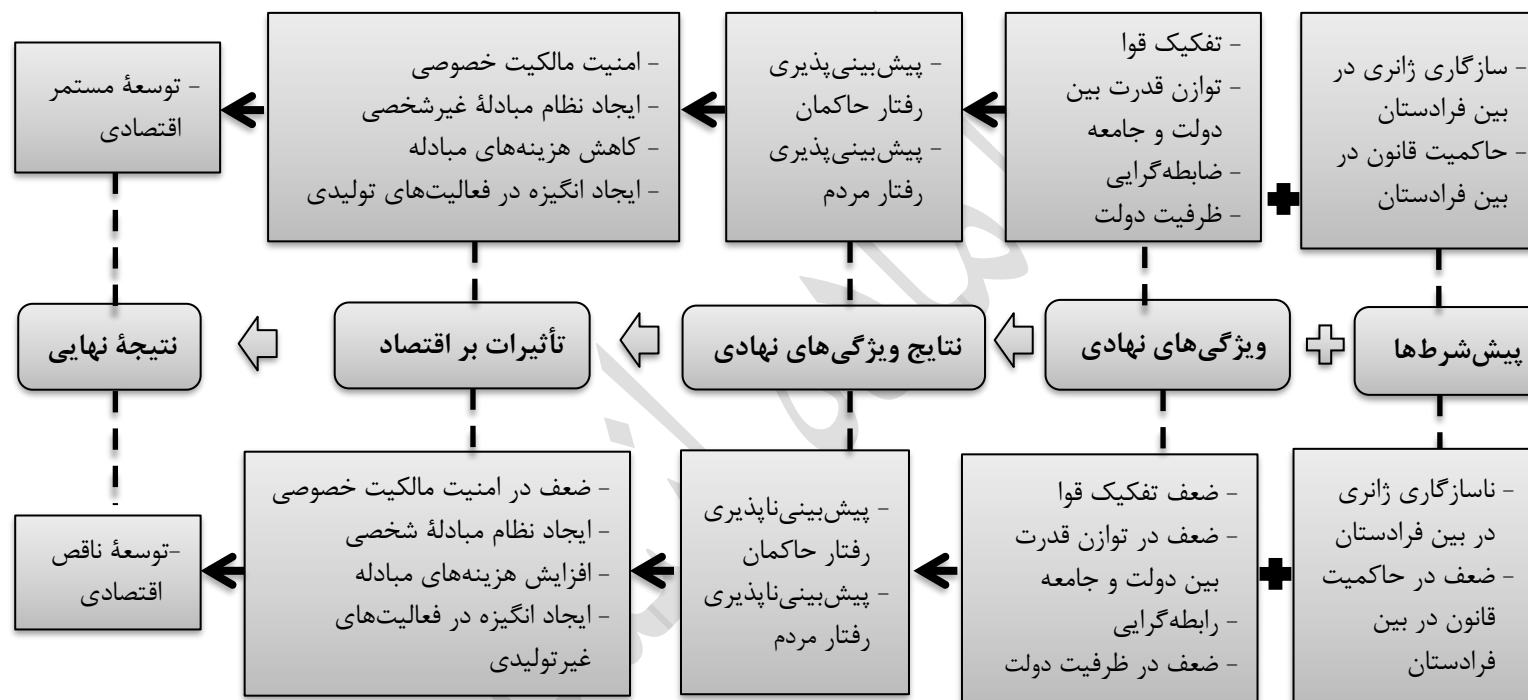 - سازگاری ژانری در
بین فرادستان
- حاکمیت قانون در
بین فرادستان
- تفکیک قوا
- توازن قدرت بین
دولت و جامعه
- ضابطه‌گرایی
- ظرفیت دولت
- پیش‌بینی‌پذیری
رفتار حاکمان
- پیش‌بینی‌پذیری
رفتار مردم
- امنیت مالکیت خصوصی
- ایجاد نظام مبادلهٔ غیرشخصی
- کاهش هزینه‌های مبادله
- ایجاد انگیزه در فعالیت‌های تولیدی
- توسعهٔ مستمر
اقتصادی
پیش‌شرط‌ها
ویژگی‌های نهادی
نتایج ویژگی‌های نهادی
تأثیرات بر اقتصاد
نتیجهٔ نهایی
- ناسازگاری ژانری
در بین فرادستان
- ضعف در حاکمیت
قانون در بین
فرادستان
- ضعف تفکیک قوا
- ضعف در توازن قدرت
بین دولت و جامعه
- رابطه‌گرایی
- ضعف در ظرفیت دولت
- پیش‌بینی‌ناپذیری
رفتار حاکمان
- پیش‌بینی‌ناپذیری
رفتار مردم
- ضعف در امنیت مالکیت خصوصی
- ایجاد نظام مبادلهٔ شخصی
- افزایش هزینه‌های مبادله
- ایجاد انگیزه در فعالیت‌های
غیرتولیدی
-توسعهٔ ناقص
اقتصادی